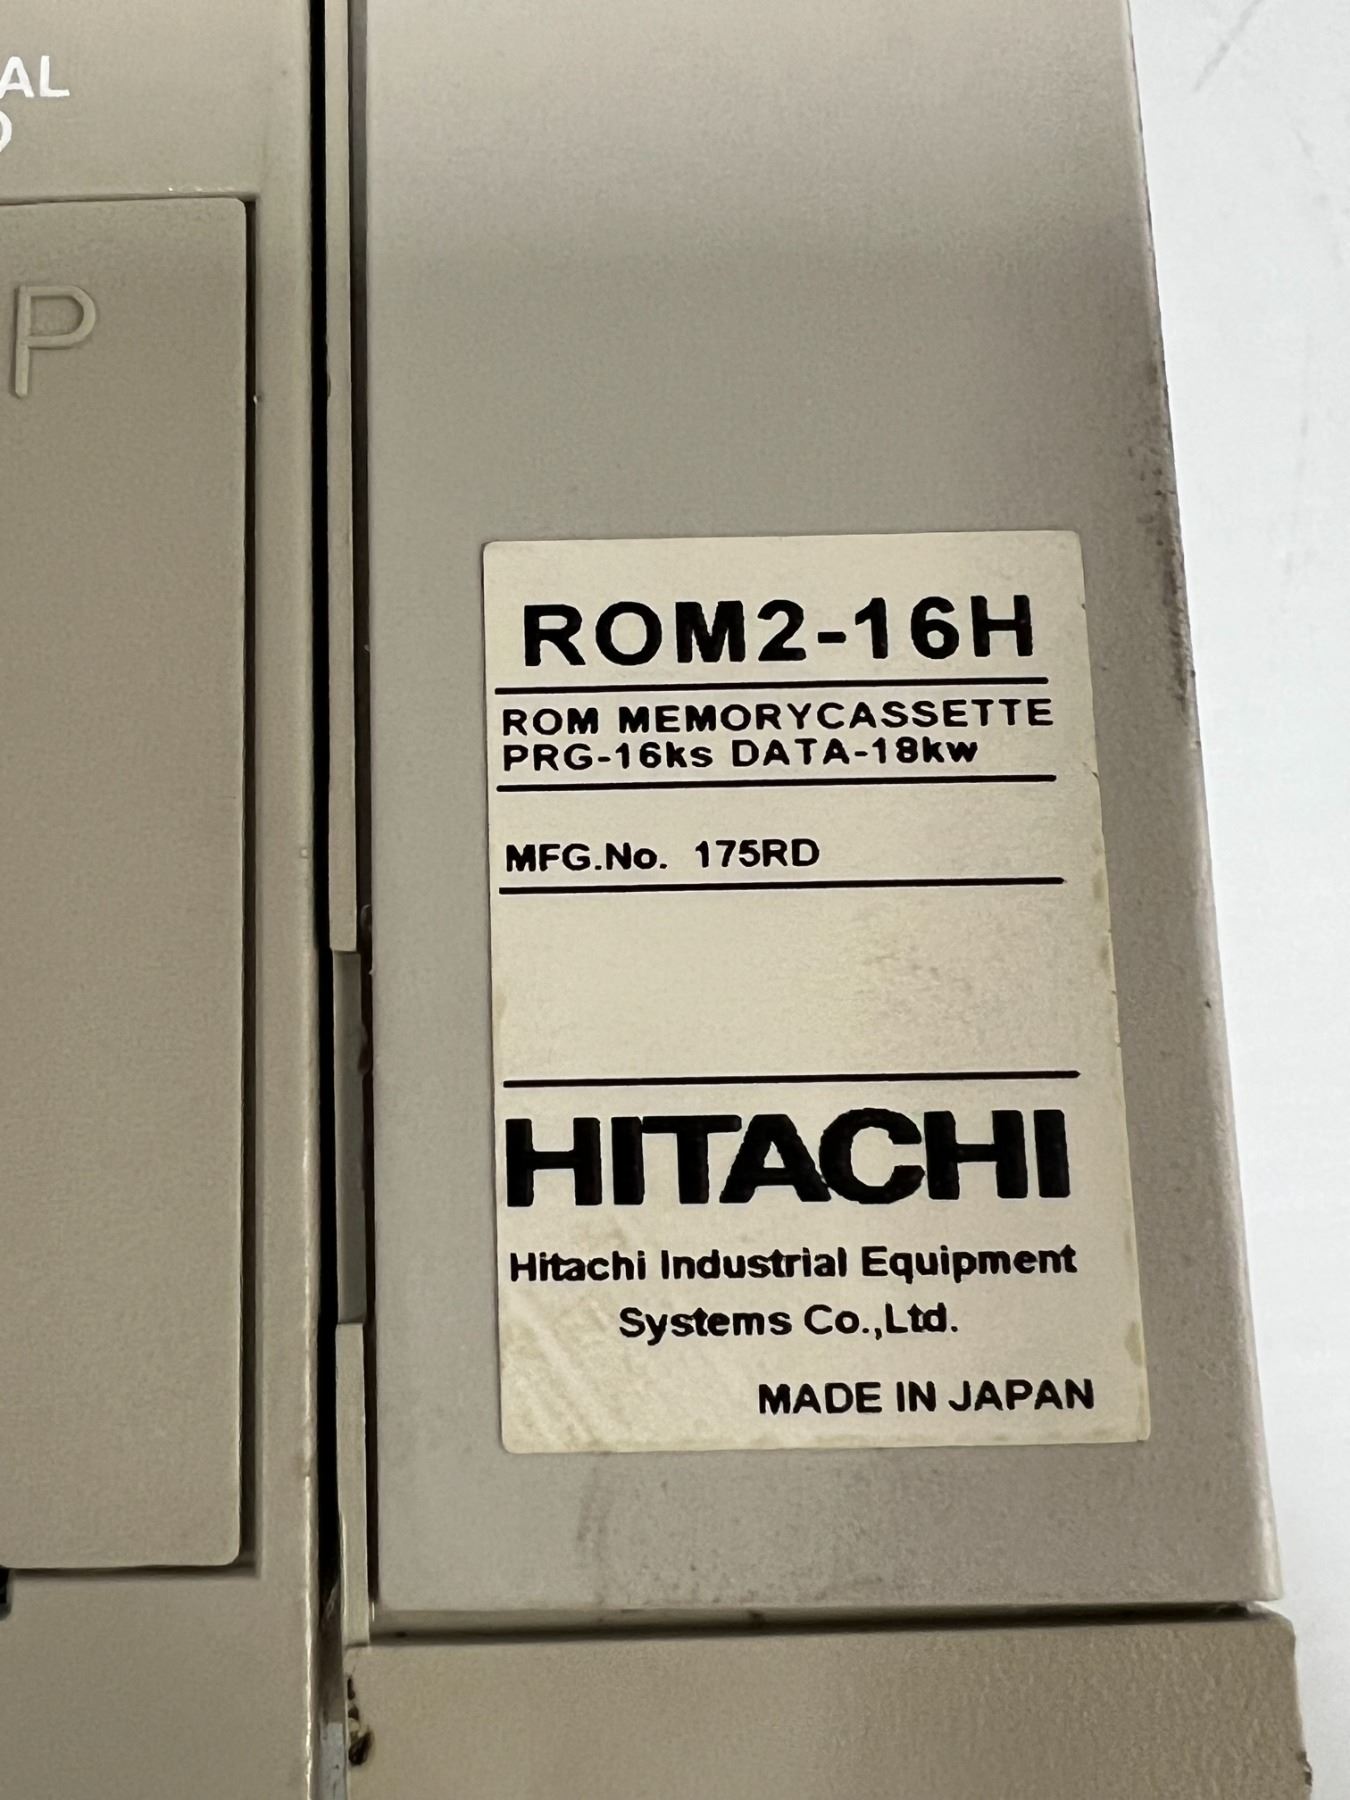 AL
P
ROM2-16H
ROM MEMORYCASSETTE
PRG-16ks DATA-18kw
MFG.No. 175RD
HITACHI
Hitachi Industrial Equipment
Systems Co.,Ltd.
MADE IN JAPAN